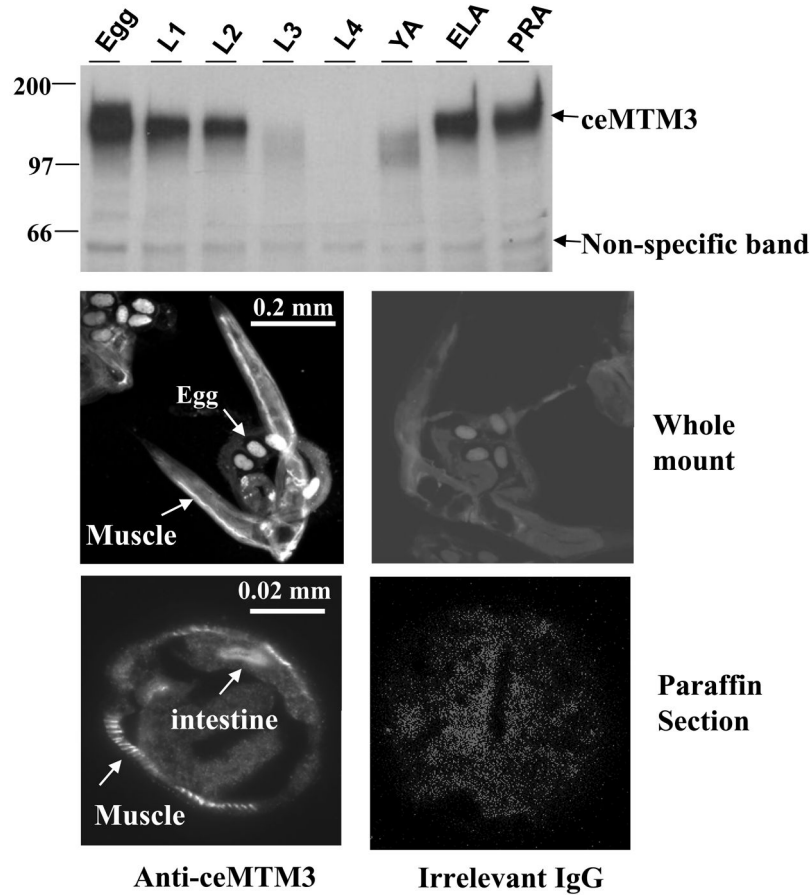 Egg L1 L2 L3 L4 YA ELA PRA
200
ceMTM3
97
66
Non-specific band
0.2 mm
Egg
Muscle
Whole
mount
0.02 mm
intestine
Muscle
Paraffin
Section
Anti-ceMTM3 Irrelevant IgG